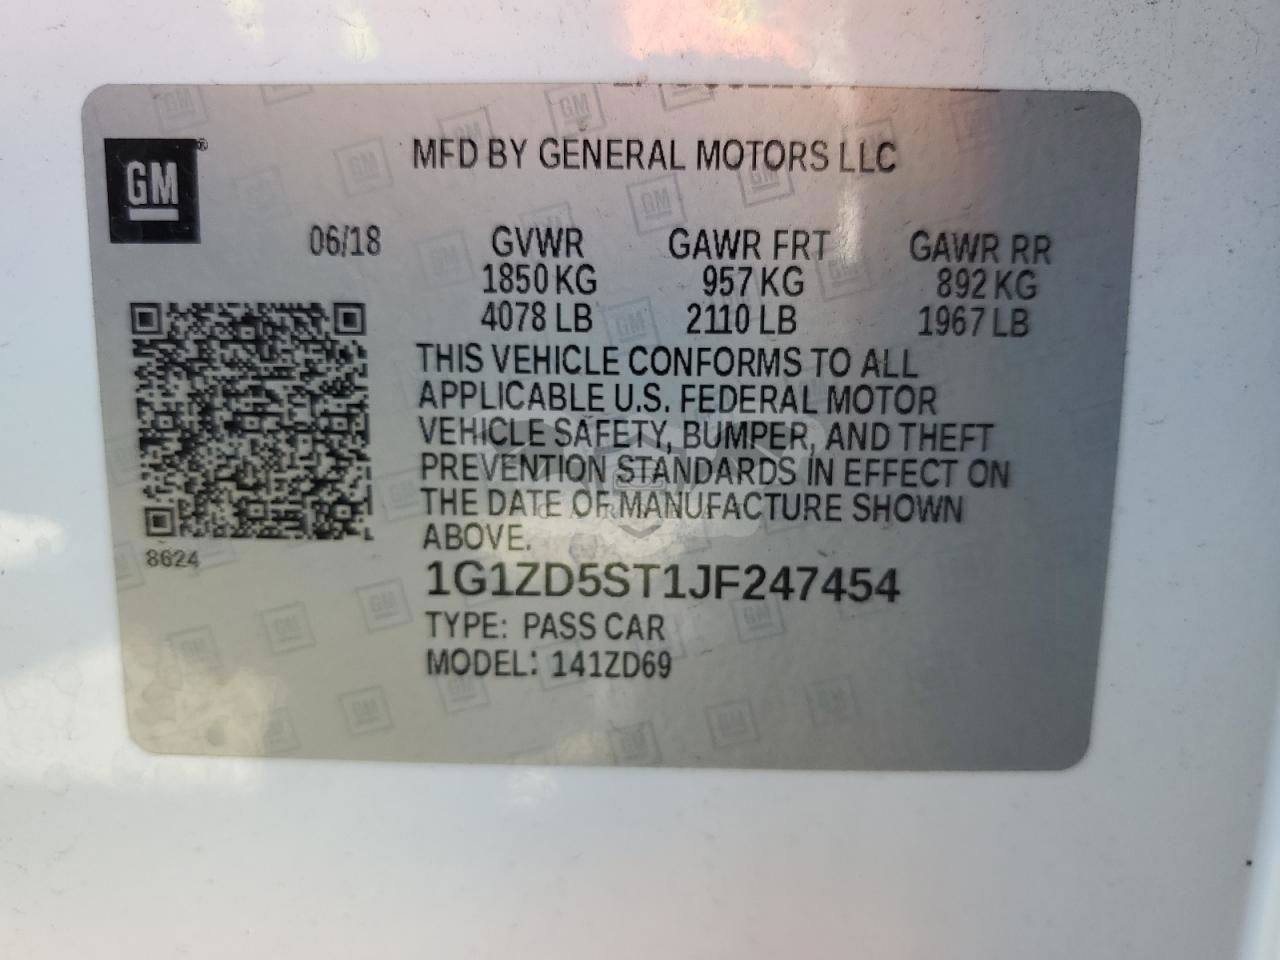 MFD BY GENERAL MOTORS LLC
GM
06/18 GVWR GAWR FRT GAWR RR
1850 KG 957 KG 892 KG
4078 LB 2110 LB 1967 LB
THIS VEHICLE CONFORMS TO ALL
APPLICABLE U.S. FEDERAL MOTOR
VEHICLE SAFETY, BUMPER, AND THEFT
PREVENTION STANDARDS IN EFFECT ON
THE DATE OF MANUFACTURE SHOWN
ABOVE.
8624
1G1ZD5ST1JF247454
TYPE: PASS CAR
MODEL: 141ZD69